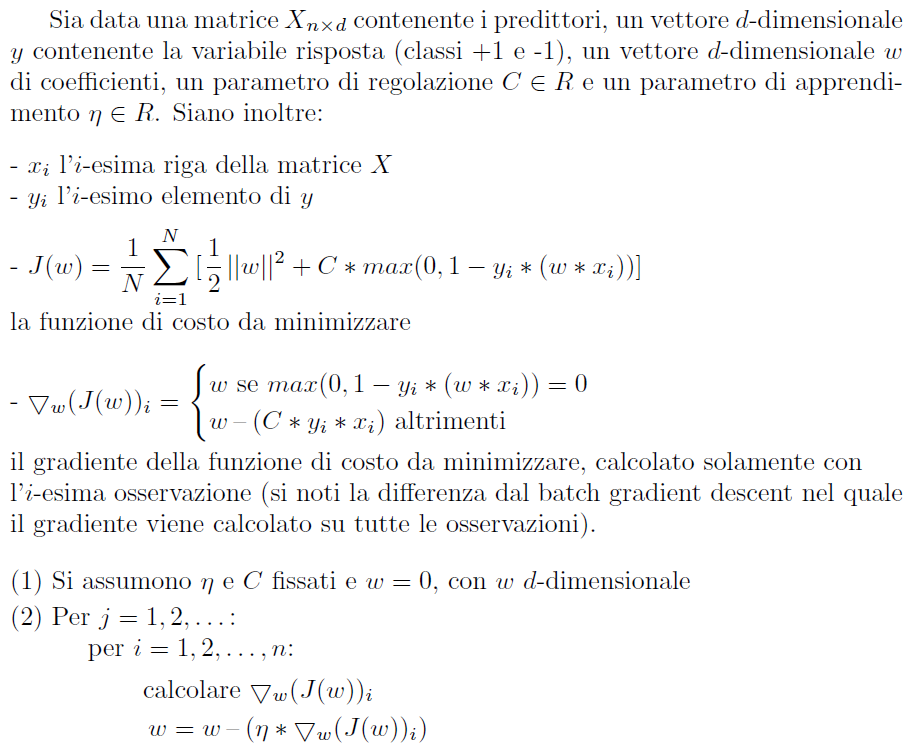 Sia data una matrice $X_{n \times d}$ contenente i predittori, un vettore $d$-dimensionale
$y$ contenente la variabile risposta (classi +1 e -1), un vettore $d$-dimensionale $w$
di coefficienti, un parametro di regolazione $C \in R$ e un parametro di apprendi-
mento $\eta \in R$. Siano inoltre:
- $x_i$ l'$i$-esima riga della matrice $X$
- $y_i$ l'$i$-esimo elemento di $y$
- $J(w) = \frac{1}{N} \sum_{i=1}^{N} [\frac{1}{2}||w||^2 + C * max(0, 1 - y_i * (w * x_i))]$
la funzione di costo da minimizzare
- $\bigtriangledown_w (J(w))_i = \begin{cases} w \text{ se } max(0, 1 - y_i * (w * x_i)) = 0 \\ w – (C * y_i * x_i) \text{ altrimenti} \end{cases}$
il gradiente della funzione di costo da minimizzare, calcolato solamente con
l'$i$-esima osservazione (si noti la differenza dal batch gradient descent nel quale
il gradiente viene calcolato su tutte le osservazioni).
(1) Si assumono $\eta$ e $C$ fissati e $w = 0$, con $w$ $d$-dimensionale
(2) Per $j = 1, 2, \ldots$:
per $i = 1, 2, \ldots, n$:
calcolare $\bigtriangledown_w (J(w))_i$
$w = w – (\eta * \bigtriangledown_w (J(w))_i)$